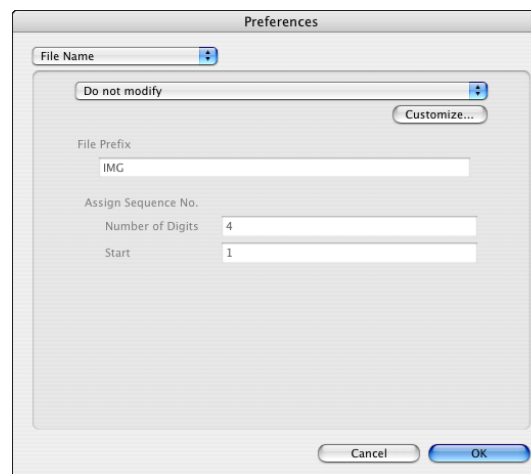 Preferences
File Name
Do not modify
Customize...
File Prefix
IMG
Assign Sequence No.
Number of Digits 4
Start 1
Cancel OK